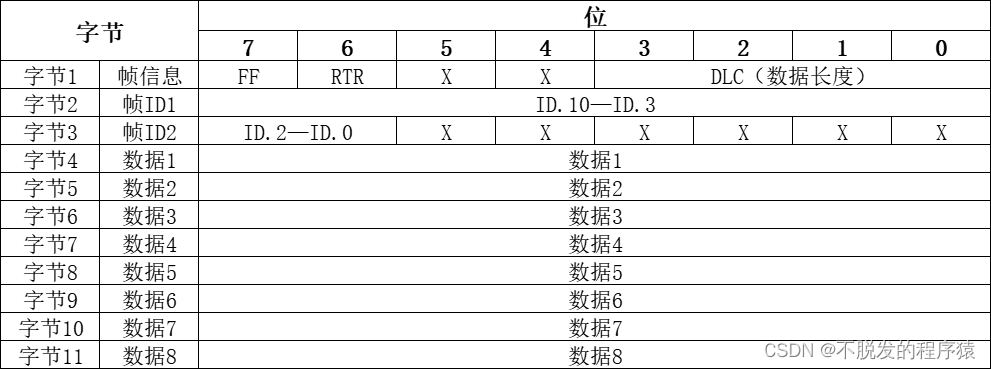 字节 位
7 6 5 4 3 2 1 0
字节1 帧信息 FF RTR X X DLC（数据长度）
字节2 帧ID1 ID.10—ID.3
字节3 帧ID2 ID.2—ID.0 X X X X X X
字节4 数据1 数据1
字节5 数据2 数据2
字节6 数据3 数据3
字节7 数据4 数据4
字节8 数据5 数据5
字节9 数据6 数据6
字节10 数据7 数据7
字节11 数据8 数据8
CSDN @不脱发的程序猿